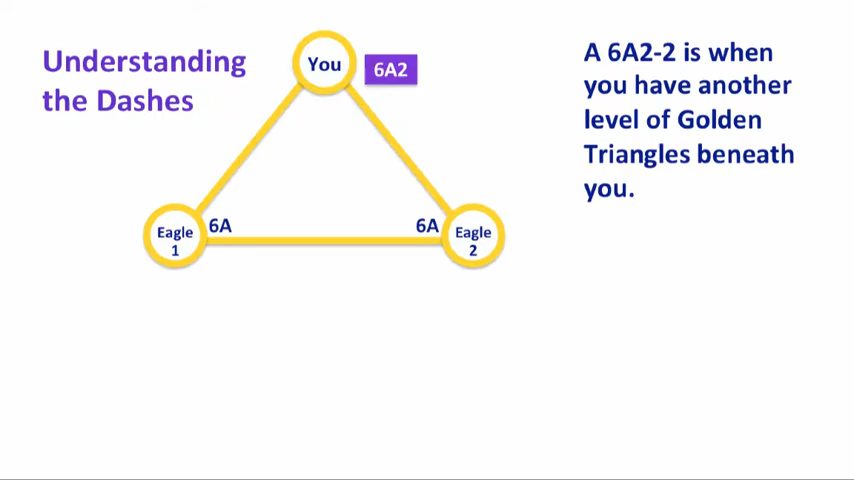 Understanding
the Dashes
You
6A2
Eagle
1
6A
6A
Eagle
2
A 6A2-2 is when
you have another
level of Golden
Triangles beneath
you.